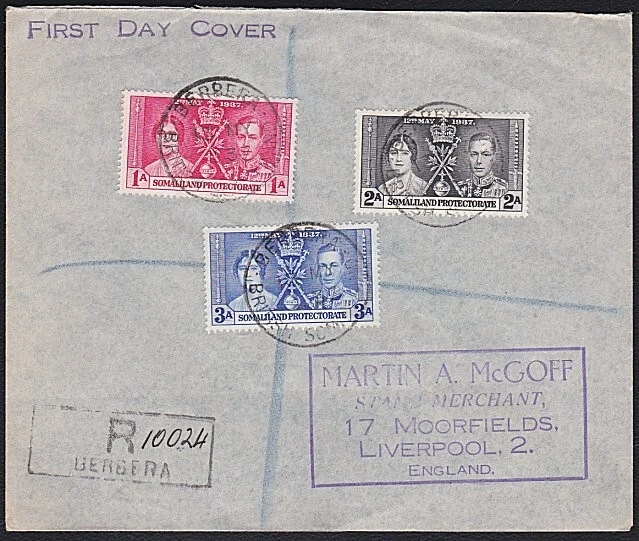 FIRST DAY COVER
12TH MAY 1937.
1A 1A
SOMALILAND PROTECTORATE
BERBERA
12TH MAY 1937.
2A 2A
SOMALILAND PROTECTORATE
12TH MAY 1937.
3A 3A
SOMALILAND PROTECTORATE
BERBERA
MARTIN A. MCGOFF
STAMP MERCHANT,
17 MOORFIELDS,
LIVERPOOL, 2.
ENGLAND.
R 10024
BERBERA